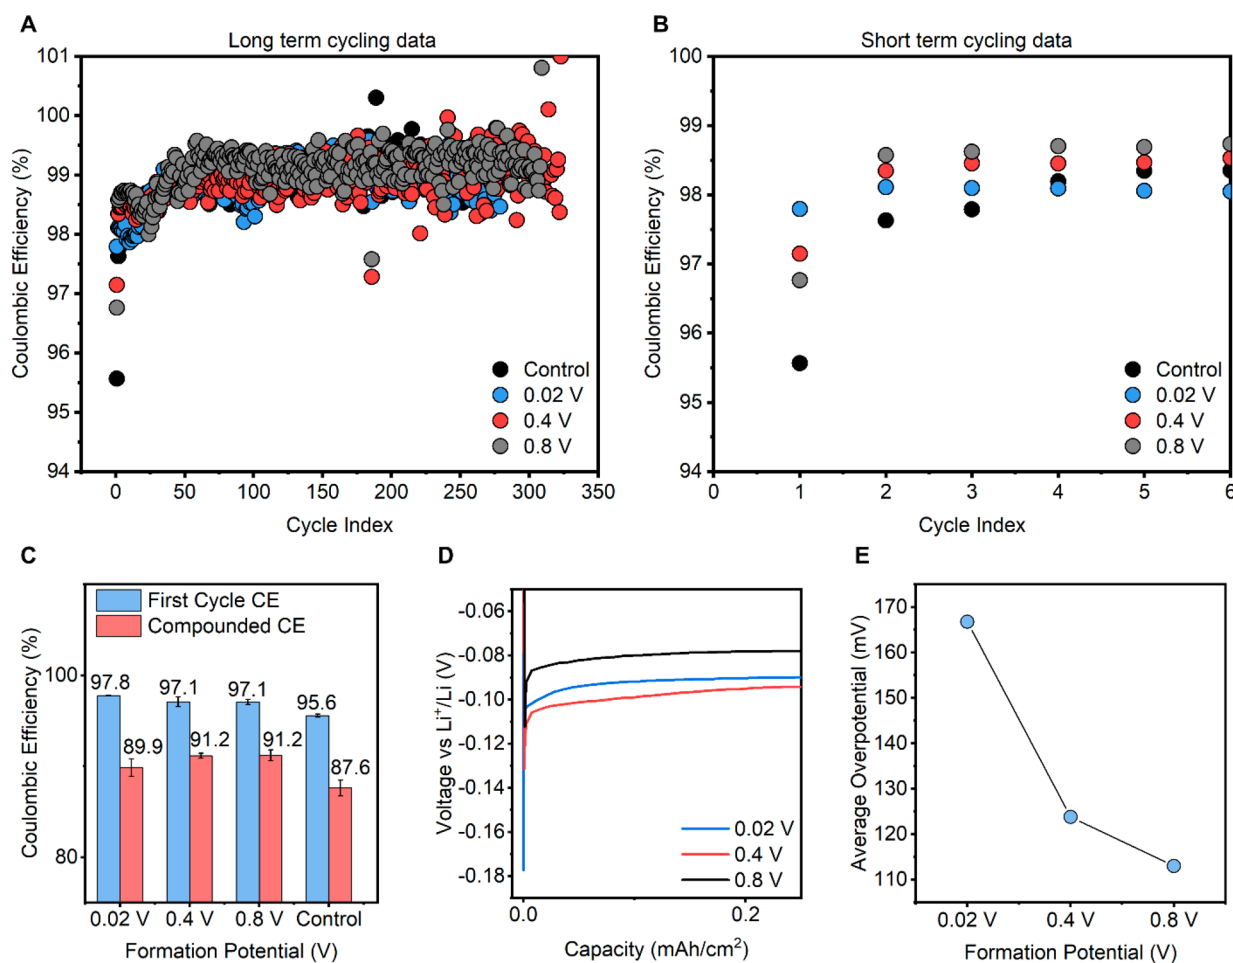 A
Long term cycling data
101
100
99
98
97
96
95
94
Coulombic Efficiency (%)
0
50
100
150
200
250
300
350
Cycle Index
Control
0.02 V
0.4 V
0.8 V
B
Short term cycling data
100
99
98
97
96
95
94
Coulombic Efficiency (%)
0
1
2
3
4
5
6
Cycle Index
Control
0.02 V
0.4 V
0.8 V
C
First Cycle CE
Compounded CE
100
80
Coulombic Efficiency (%)
97.8
89.9
97.1
91.2
97.1
91.2
95.6
87.6
0.02 V
0.4 V
0.8 V
Control
Formation Potential (V)
D
-0.06
-0.08
-0.10
-0.12
-0.14
-0.16
-0.18
Voltage vs Li⁺/Li (V)
0.02 V
0.4 V
0.8 V
0.0
0.2
Capacity (mAh/cm²)
E
170
160
150
140
130
120
110
Average Overpotential (mV)
0.02 V
0.4 V
0.8 V
Formation Potential (V)